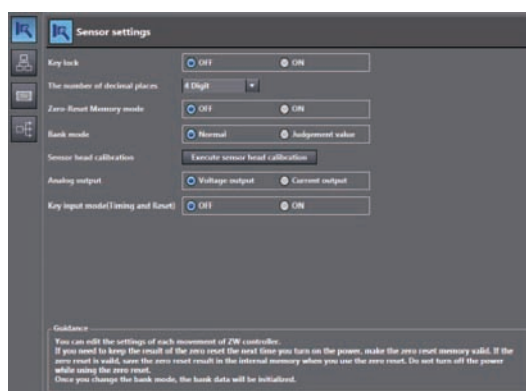 Sensor settings
Key lock
OFF ON
The number of decimal places
4 Digit
Zero-Reset Memory mode
OFF ON
Bank mode
Normal Judgement value
Sensor head calibration
Execute sensor head calibration
Analog output
Voltage output Current output
Key input mode(Timing and Reset)
OFF ON
Guidance
You can edit the settings of each movement of ZW controller.
If you need to keep the result of the zero reset the next time you turn on the power, make the zero reset memory valid. If the
zero reset is valid, save the zero reset result in the internal memory when you use the zero reset. Do not turn off the power
while using the zero reset.
Once you change the bank mode, the bank data will be initialized.